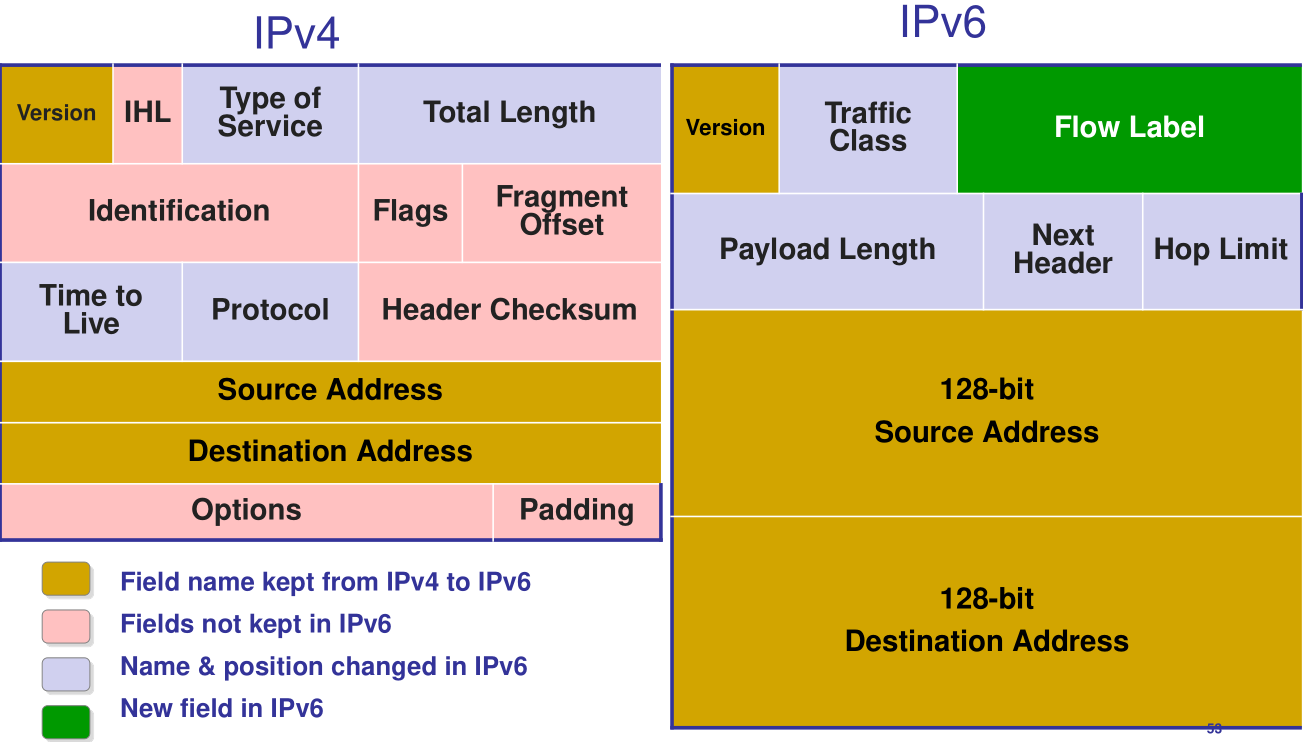 IPv4
Version
IHL
Type of
Service
Total Length
Identification
Flags
Fragment
Offset
Time to
Live
Protocol
Header Checksum
Source Address
Destination Address
Options
Padding
Field name kept from IPv4 to IPv6
Fields not kept in IPv6
Name & position changed in IPv6
New field in IPv6
IPv6
Version
Traffic
Class
Flow Label
Payload Length
Next
Header
Hop Limit
128-bit
Source Address
128-bit
Destination Address
53